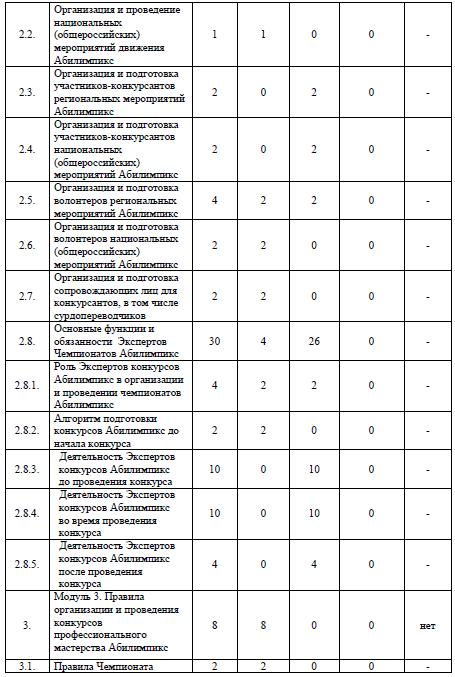 2.2. Организация и проведение национальных (общероссийских) мероприятий движения Абилимпикс 1 1 0 0 -
2.3. Организация и подготовка участников-конкурсантов региональных мероприятий Абилимпикс 2 0 2 0 -
2.4. Организация и подготовка участников-конкурсантов национальных (общероссийских) мероприятий Абилимпикс 2 0 2 0 -
2.5. Организация и подготовка волонтеров региональных мероприятий Абилимпикс 4 2 2 0 -
2.6. Организация и подготовка волонтеров национальных (общероссийских) мероприятий Абилимпикс 2 2 0 0 -
2.7. Организация и подготовка сопровождающих лиц для конкурсантов, в том числе сурдопереводчиков 2 2 0 0 -
2.8. Основные функции и обязанности Экспертов Чемпионатов Абилимпикс 30 4 26 0 -
2.8.1. Роль Экспертов конкурсов Абилимпикс в организации и проведении чемпионатов Абилимпикс 4 2 2 0 -
2.8.2. Алгоритм подготовки конкурсов Абилимпикс до начала конкурса 2 2 0 0 -
2.8.3. Деятельность Экспертов конкурсов Абилимпикс до проведения конкурса 10 0 10 0 -
2.8.4. Деятельность Экспертов конкурсов Абилимпикс во время проведения конкурса 10 0 10 0 -
2.8.5. Деятельность Экспертов конкурсов Абилимпикс после проведения конкурса 4 0 4 0 -
3. Модуль 3. Правила организации и проведения конкурсов профессионального мастерства Абилимпикс 8 8 0 0 нет
3.1. Правила Чемпионата 2 2 0 0 -